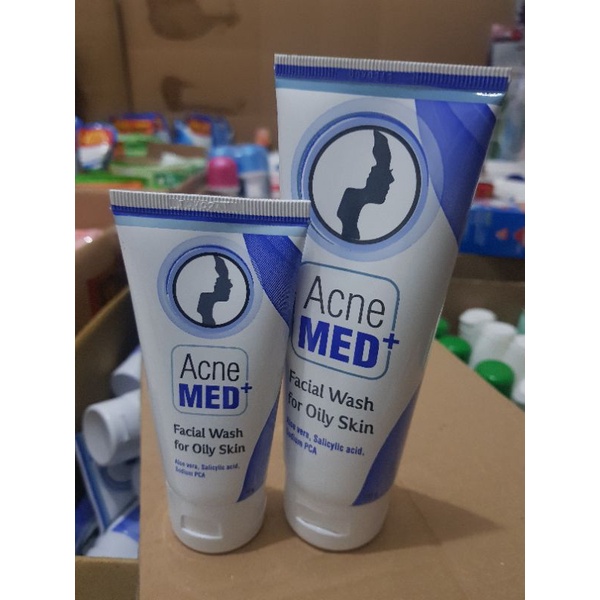 Acne
MED+
Facial Wash
for Oily Skin
Aloe vera, Salicylic acid,
Sodium PCA
Acne
MED+
Facial Wash
for Oily Skin
Aloe vera, Salicylic acid,
Sodium PCA